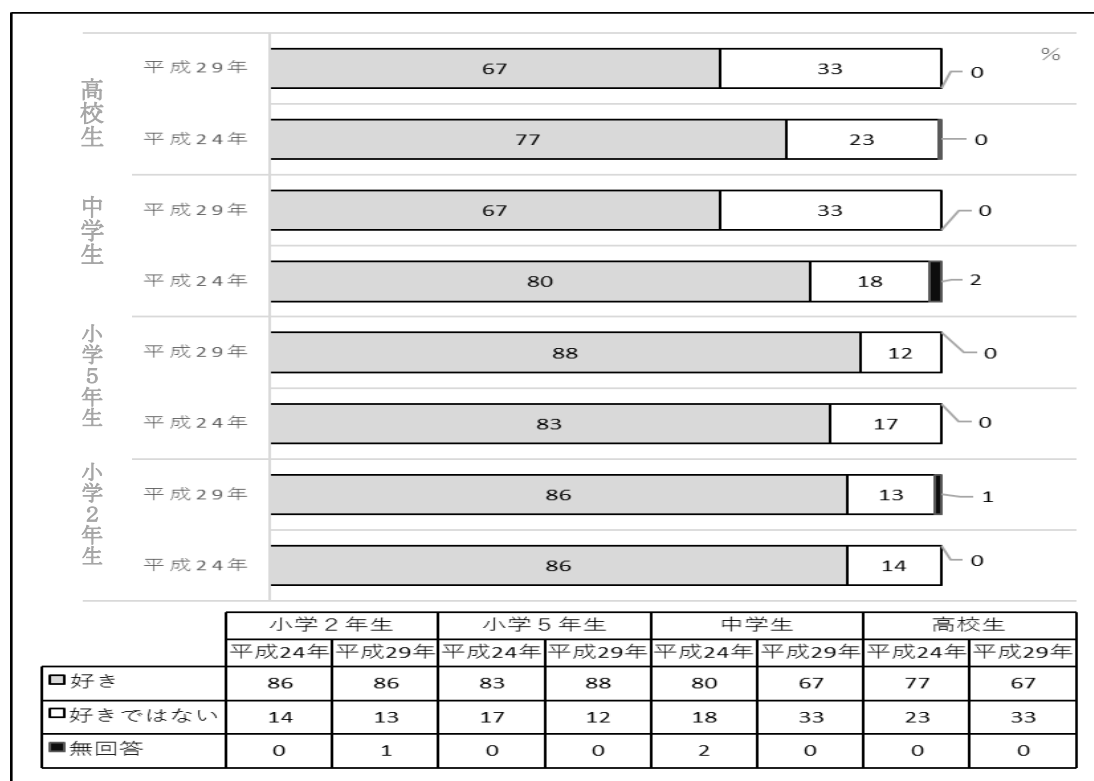 %
高校生
平成29年 67 33 0
平成24年 77 23 0
中学生
平成29年 67 33 0
平成24年 80 18 2
小学5年生
平成29年 88 12 0
平成24年 83 17 0
小学2年生
平成29年 86 13 1
平成24年 86 14 0
小学2年生 小学5年生 中学生 高校生
平成24年 平成29年 平成24年 平成29年 平成24年 平成29年 平成24年 平成29年
好き 86 86 83 88 80 67 77 67
好きではない 14 13 17 12 18 33 23 33
無回答 0 1 0 0 2 0 0 0